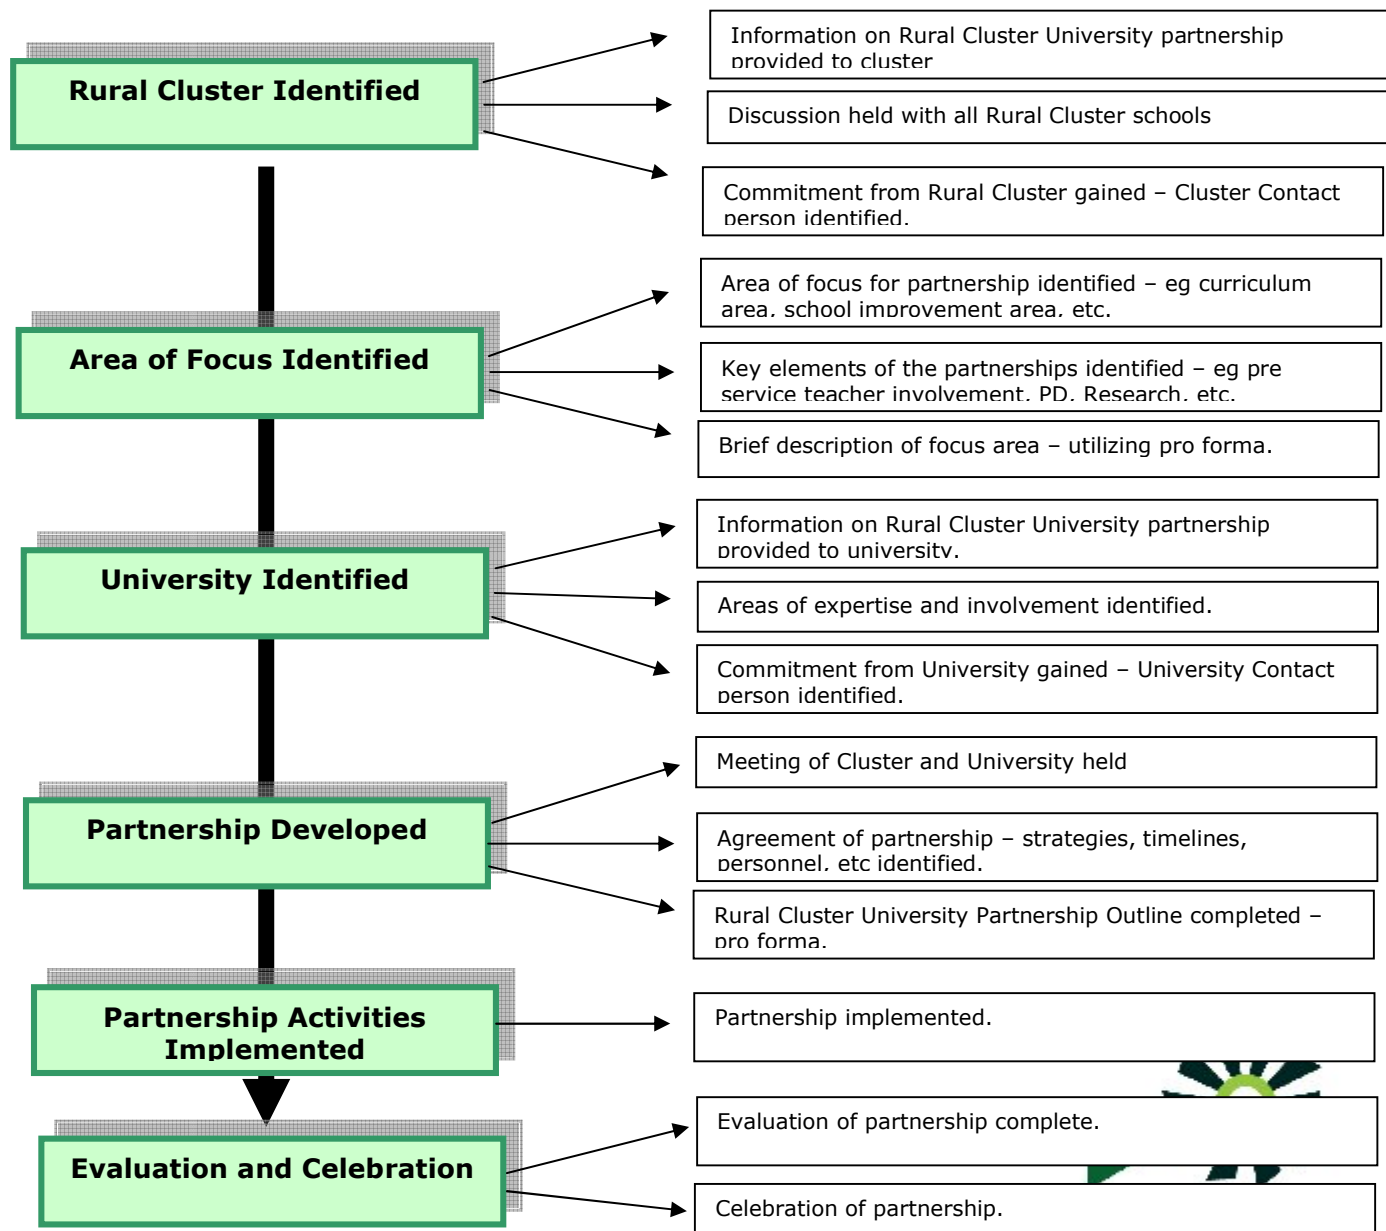 Rural Cluster Identified
Information on Rural Cluster University partnership
provided to cluster
Discussion held with all Rural Cluster schools
Commitment from Rural Cluster gained – Cluster Contact
person identified.
Area of Focus Identified
Area of focus for partnership identified – eg curriculum
area, school improvement area, etc.
Key elements of the partnerships identified – eg pre
service teacher involvement, PD, Research, etc.
Brief description of focus area – utilizing pro forma.
University Identified
Information on Rural Cluster University partnership
provided to university.
Areas of expertise and involvement identified.
Commitment from University gained – University Contact
person identified.
Partnership Developed
Meeting of Cluster and University held
Agreement of partnership – strategies, timelines,
personnel, etc identified.
Rural Cluster University Partnership Outline completed –
pro forma.
Partnership Activities
Implemented
Partnership implemented.
Evaluation and Celebration
Evaluation of partnership complete.
Celebration of partnership.